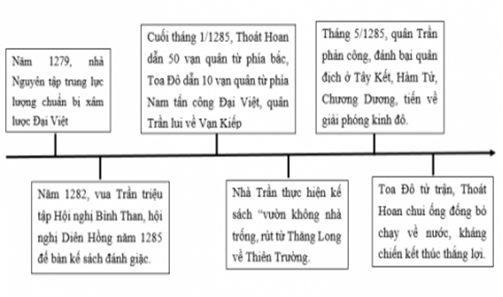 Năm 1279, nhà
Nguyên tập trung lực
lượng chuẩn bị xâm
lược Đại Việt
Cuối tháng 1/1285, Thoát Hoan
dẫn 50 vạn quân từ phía bắc,
Toa Đô dẫn 10 vạn quân từ phía
Nam tấn công Đại Việt, quân
Trần lui về Vạn Kiếp
Tháng 5/1285, quân Trần
phản công, đánh bại quân
địch ở Tây Kết, Hàm Tử,
Chương Dương, tiến về
giải phóng kinh đô.
Năm 1282, vua Trần triệu
tập Hội nghị Bình Than, hội
nghị Diên Hồng năm 1285
để bàn kế sách đánh giặc.
Nhà Trần thực hiện kế
sách “vườn không nhà
trống, rút từ Thăng Long
về Thiên Trường.
Toa Đô tử trận, Thoát
Hoan chui ống đồng bỏ
chạy về nước, kháng
chiến kết thúc thắng lợi.